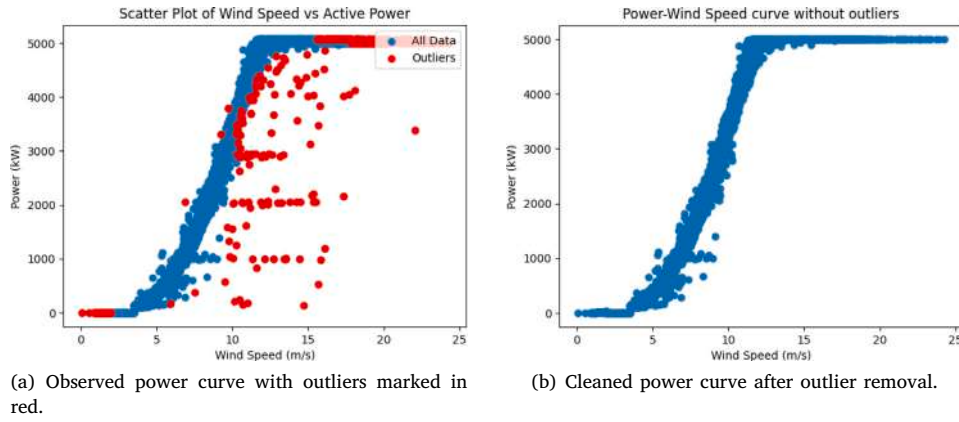 Scatter Plot of Wind Speed vs Active Power
5000
4000
3000
2000
1000
0
Power (kW)
All Data
Outliers
0
5
10
15
20
25
Wind Speed (m/s)
(a) Observed power curve with outliers marked in
red.
Power-Wind Speed curve without outliers
5000
4000
3000
2000
1000
0
Power (kW)
0
5
10
15
20
25
Wind Speed (m/s)
(b) Cleaned power curve after outlier removal.